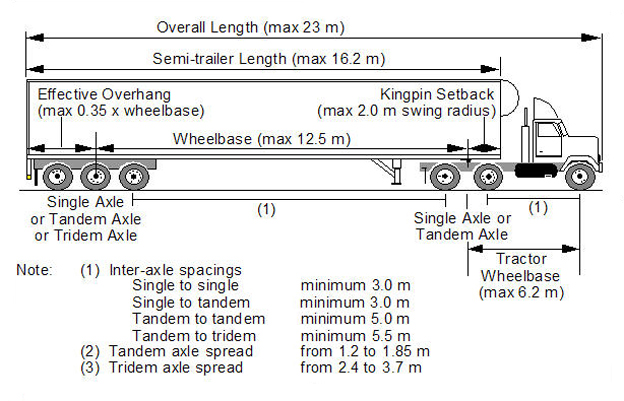 Overall Length (max 23 m)
Semi-trailer Length (max 16.2 m)
Effective Overhang
(max 0.35 x wheelbase)
Kingpin Setback
(max 2.0 m swing radius)
Wheelbase (max 12.5 m)
Single Axle
or Tandem Axle
or Tridem Axle
(1)
Single Axle or
Tandem Axle
(1)
Tractor
Wheelbase
(max 6.2 m)
Note: (1) Inter-axle spacings
Single to single minimum 3.0 m
Single to tandem minimum 3.0 m
Tandem to tandem minimum 5.0 m
Tandem to tridem minimum 5.5 m
(2) Tandem axle spread from 1.2 to 1.85 m
(3) Tridem axle spread from 2.4 to 3.7 m